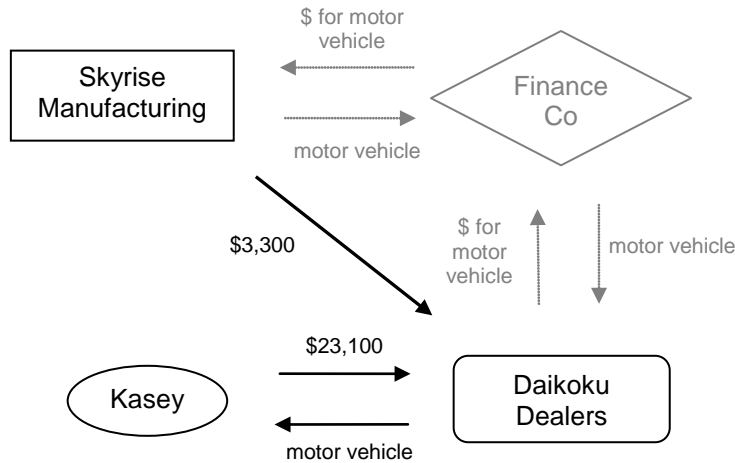 $ for motor
vehicle
Skyrise
Manufacturing
Finance
Co
motor vehicle
$3,300
$ for
motor
vehicle
motor vehicle
$23,100
Kasey
Daikoku
Dealers
motor vehicle